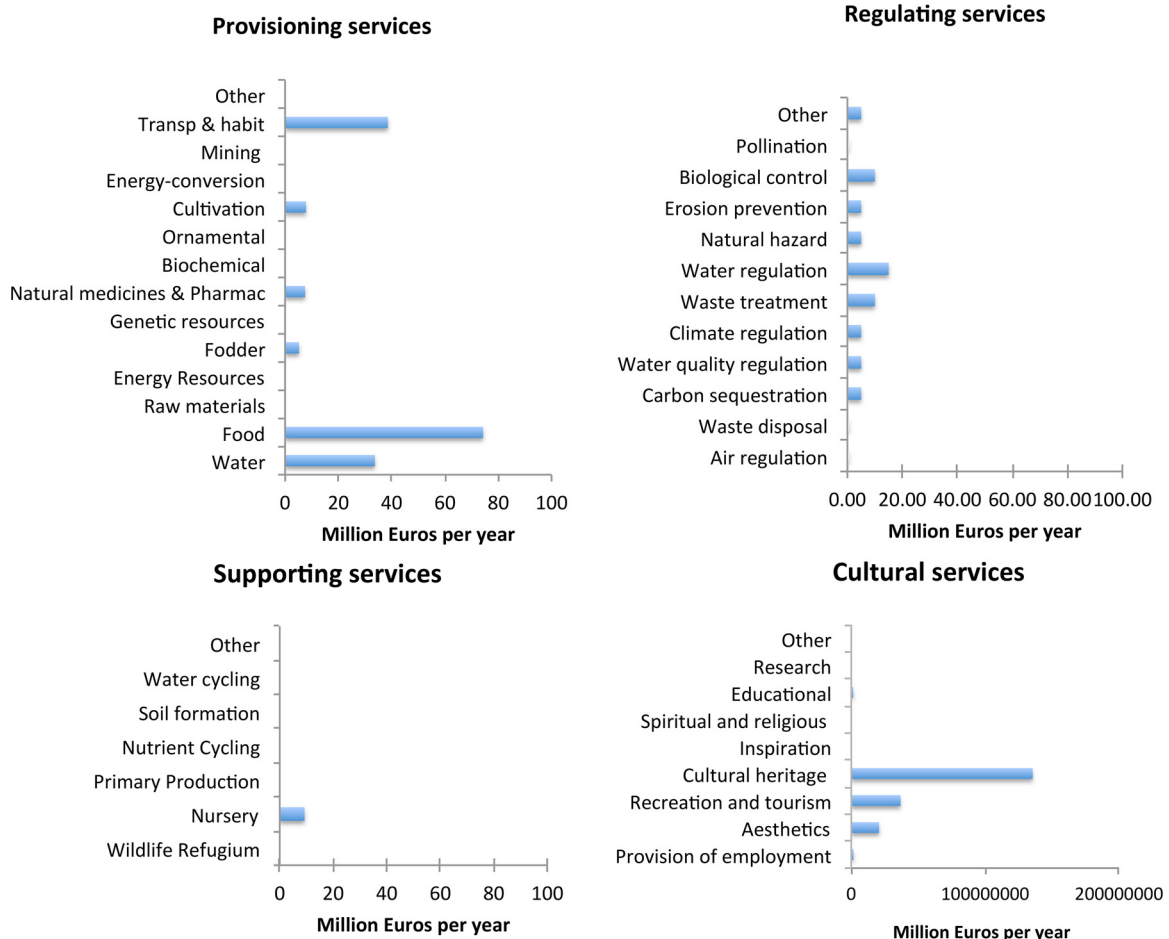 Provisioning services
Other
Transp & habit
Mining
Energy-conversion
Cultivation
Ornamental
Biochemical
Natural medicines & Pharmac
Genetic resources
Fodder
Energy Resources
Raw materials
Food
Water
0 20 40 60 80 100
Million Euros per year
Regulating services
Other
Pollination
Biological control
Erosion prevention
Natural hazard
Water regulation
Waste treatment
Climate regulation
Water quality regulation
Carbon sequestration
Waste disposal
Air regulation
0.00 20.00 40.00 60.00 80.00 100.00
Million Euros per year
Supporting services
Other
Water cycling
Soil formation
Nutrient Cycling
Primary Production
Nursery
Wildlife Refugium
0 20 40 60 80 100
Million Euros per year
Cultural services
Other
Research
Educational
Spiritual and religious
Inspiration
Cultural heritage
Recreation and tourism
Aesthetics
Provision of employment
0 100000000 200000000
Million Euros per year